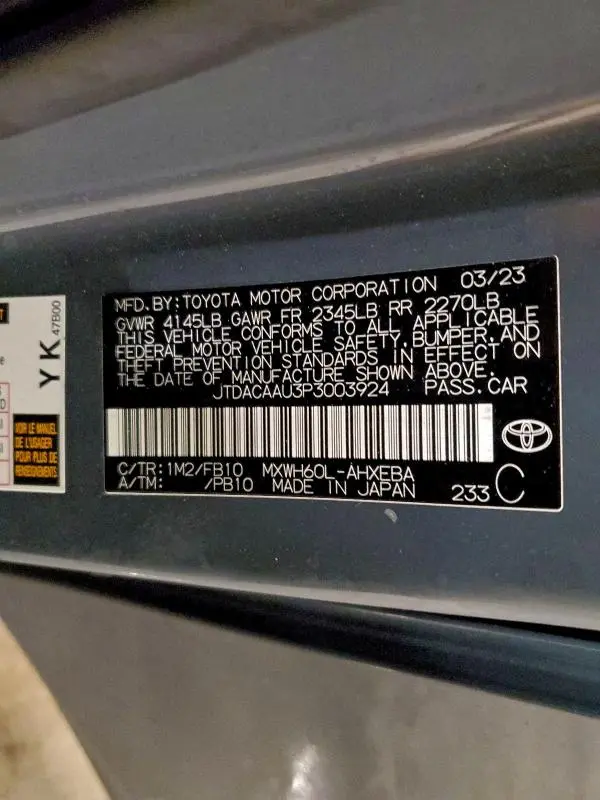 MFD. BY: TOYOTA MOTOR CORPORATION 03/23
GVWR 4145LB GAWR FR 2345LB RR 2270LB
THIS VEHICLE CONFORMS TO ALL APPLICABLE
FEDERAL MOTOR VEHICLE SAFETY, BUMPER, AND
THEFT PREVENTION STANDARDS IN EFFECT ON
THE DATE OF MANUFACTURE SHOWN ABOVE.
JTDACAAU3P3003924 PASS. CAR
C/TR: 1M2/FB10 MXWH60L-AHXEBA
A/TM: /PB10 MADE IN JAPAN 233 C
YK 47B00
VOIR LE MANUEL
DE L'USAGER
POUR PLUS DE
RENSEIGNEMENTS